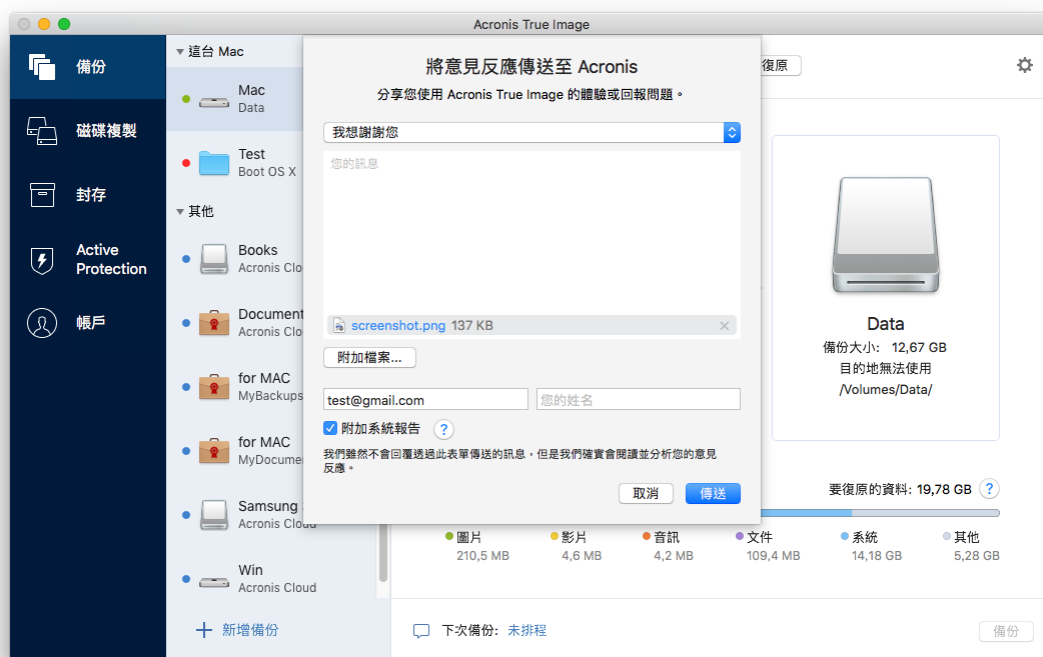 Acronis True Image
備份
磁碟複製
封存
Active
Protection
帳戶
這台 Mac
Mac
Data
Test
Boot OS X
其他
Books
Acronis Clo
Document
Acronis Clo
for MAC
MyBackups
for MAC
MyDocume
Samsung
Acronis Cloud
Win
Acronis Cloud
新增備份
將意見反應傳送至 Acronis
分享您使用 Acronis True Image 的體驗或回報問題。
我想謝謝您
您的訊息
screenshot.png 137 KB
附加檔案...
test@gmail.com
您的姓名
附加系統報告
?
我們雖然不會回覆透過此表單傳送的訊息,但是我們確實會閱讀並分析您的意見
反應。
取消
傳送
復原
Data
備份大小: 12,67 GB
目的地無法使用
/Volumes/Data/
要復原的資料: 19,78 GB
?
圖片
210,5 MB
影片
4,6 MB
音訊
4,2 MB
文件
109,4 MB
系統
14,18 GB
其他
5,28 GB
下次備份: 未排程
備份